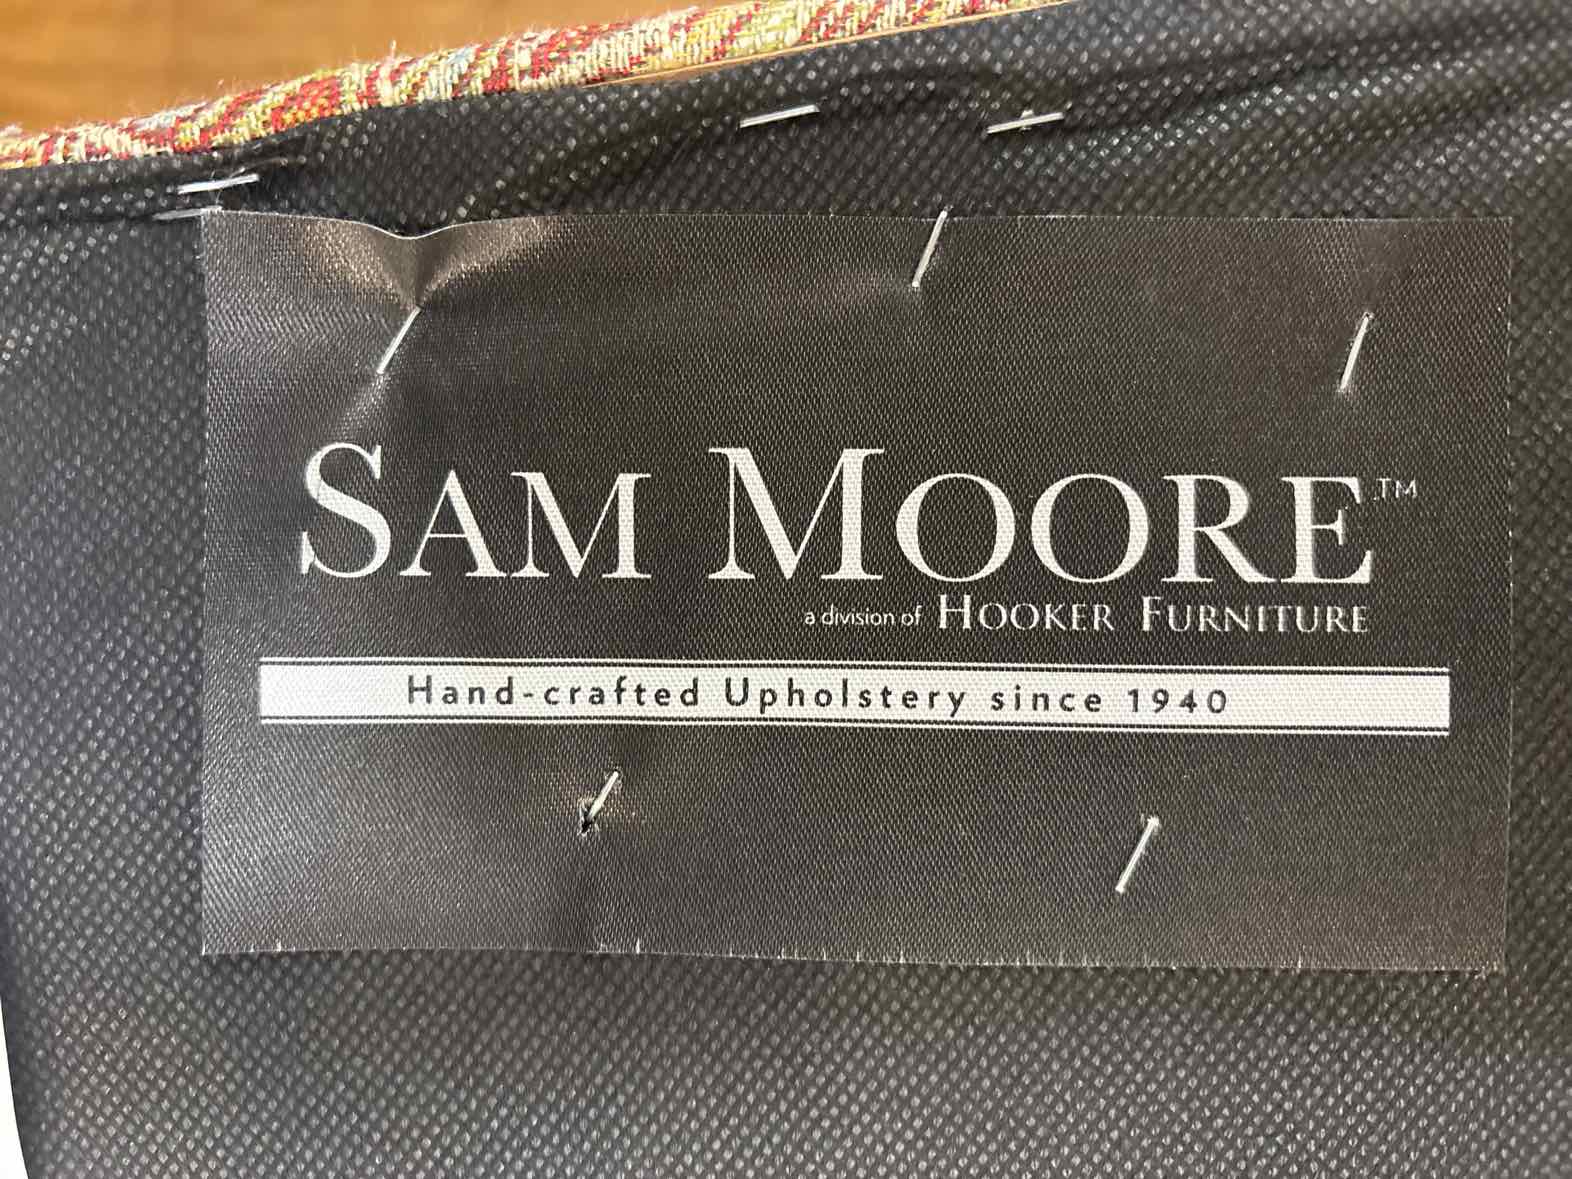 SAM MOORE™
a division of HOOKER FURNITURE
Hand-crafted Upholstery since 1940